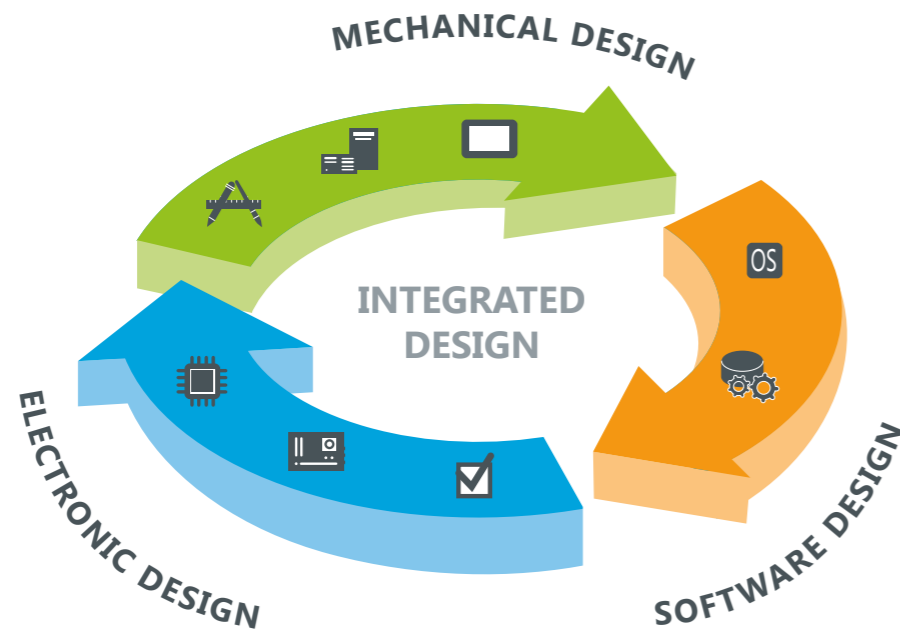 MECHANICAL DESIGN
OS
INTEGRATED
DESIGN
ELECTRONIC DESIGN
SOFTWARE DESIGN